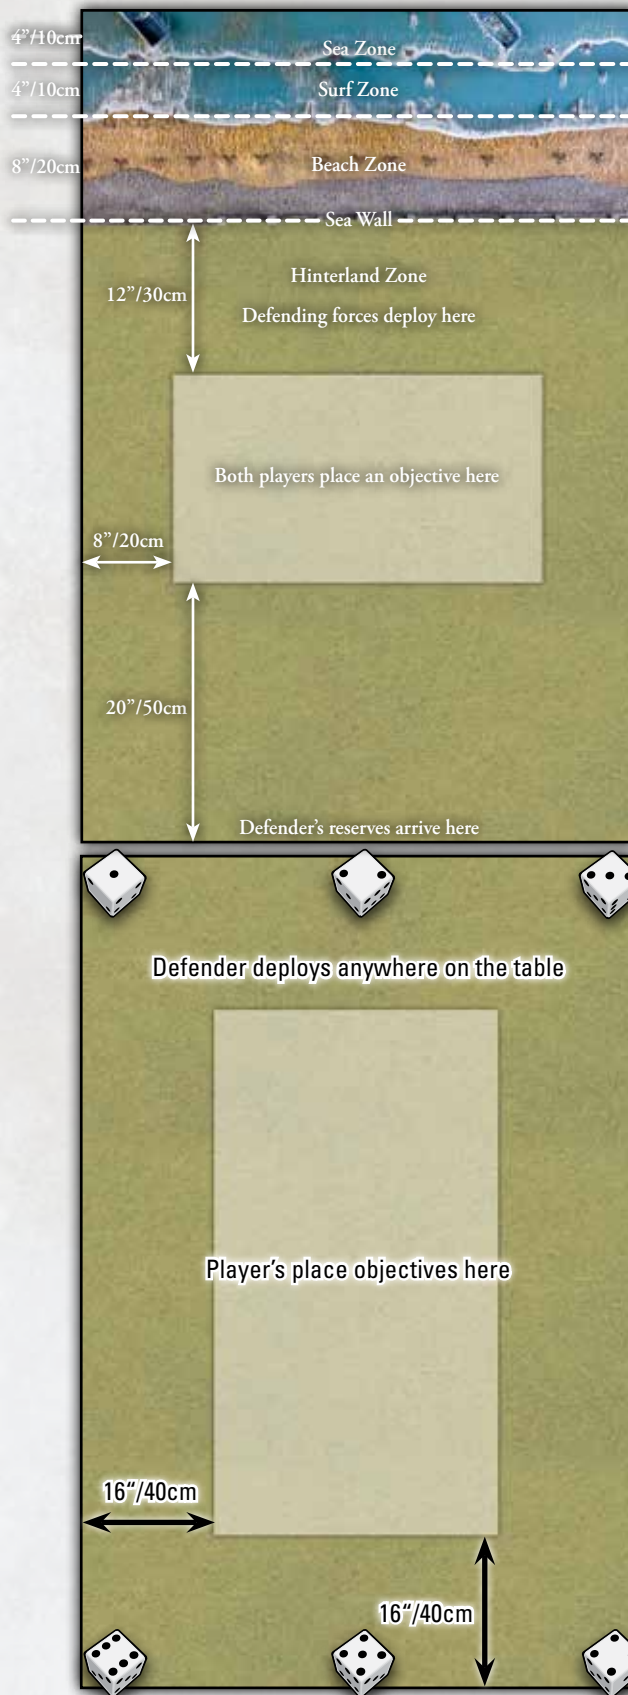 4”/10cm
Sea Zone
4”/10cm
Surf Zone
8”/20cm
Beach Zone
Sea Wall
Hinterland Zone
12”/30cm
Defending forces deploy here
Both players place an objective here
8”/20cm
20”/50cm
Defender’s reserves arrive here
Defender deploys anywhere on the table
Player’s place objectives here
16“/40cm
16“/40cm